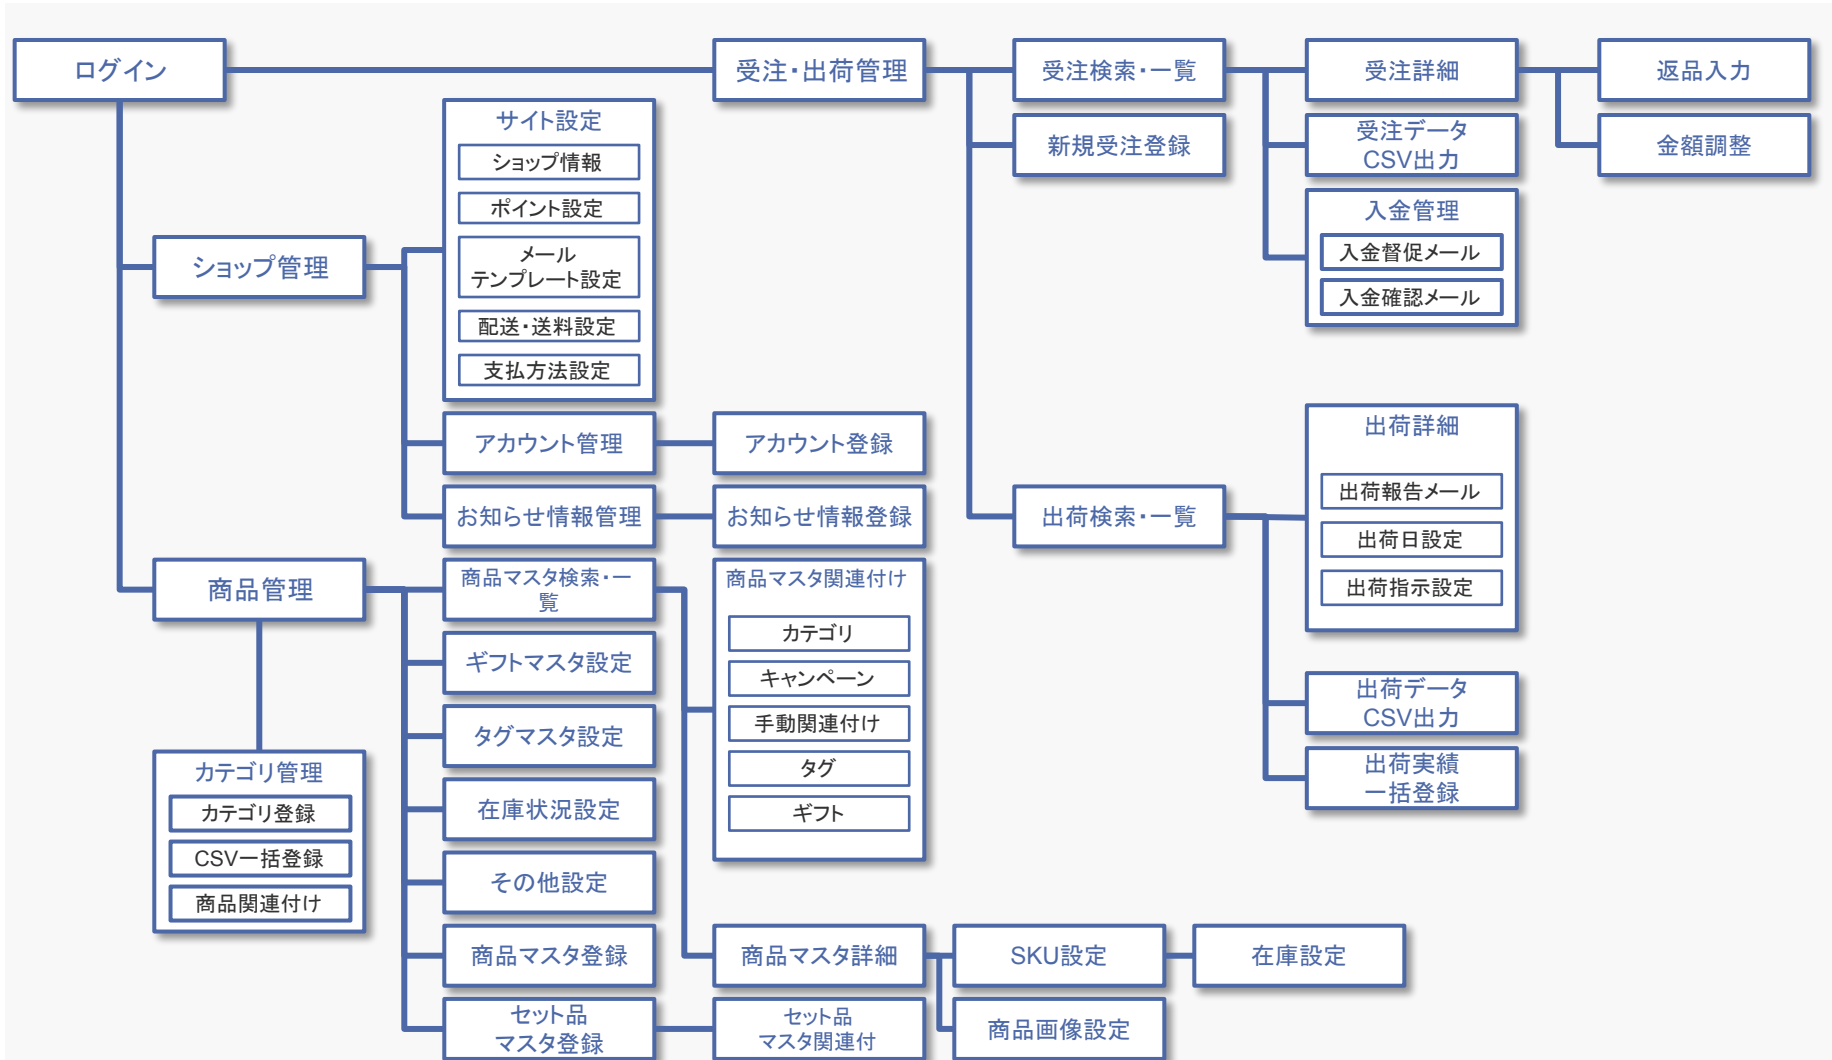 ログイン
受注・出荷管理
受注検索・一覧
受注詳細
返品入力
新規受注登録
受注データ
CSV出力
金額調整
サイト設定
ショップ情報
ポイント設定
メール
テンプレート設定
配送・送料設定
支払方法設定
入金管理
入金督促メール
入金確認メール
ショップ管理
アカウント管理
アカウント登録
お知らせ情報管理
お知らせ情報登録
出荷検索・一覧
出荷詳細
出荷報告メール
出荷日設定
出荷指示設定
出荷データ
CSV出力
出荷実績
一括登録
商品管理
商品マスタ検索・一
覧
ギフトマスタ設定
タグマスタ設定
在庫状況設定
その他設定
商品マスタ登録
セット品
マスタ登録
商品マスタ関連付け
カテゴリ
キャンペーン
手動関連付け
タグ
ギフト
カテゴリ管理
カテゴリ登録
CSV一括登録
商品関連付け
商品マスタ詳細
SKU設定
在庫設定
セット品
マスタ関連付
商品画像設定